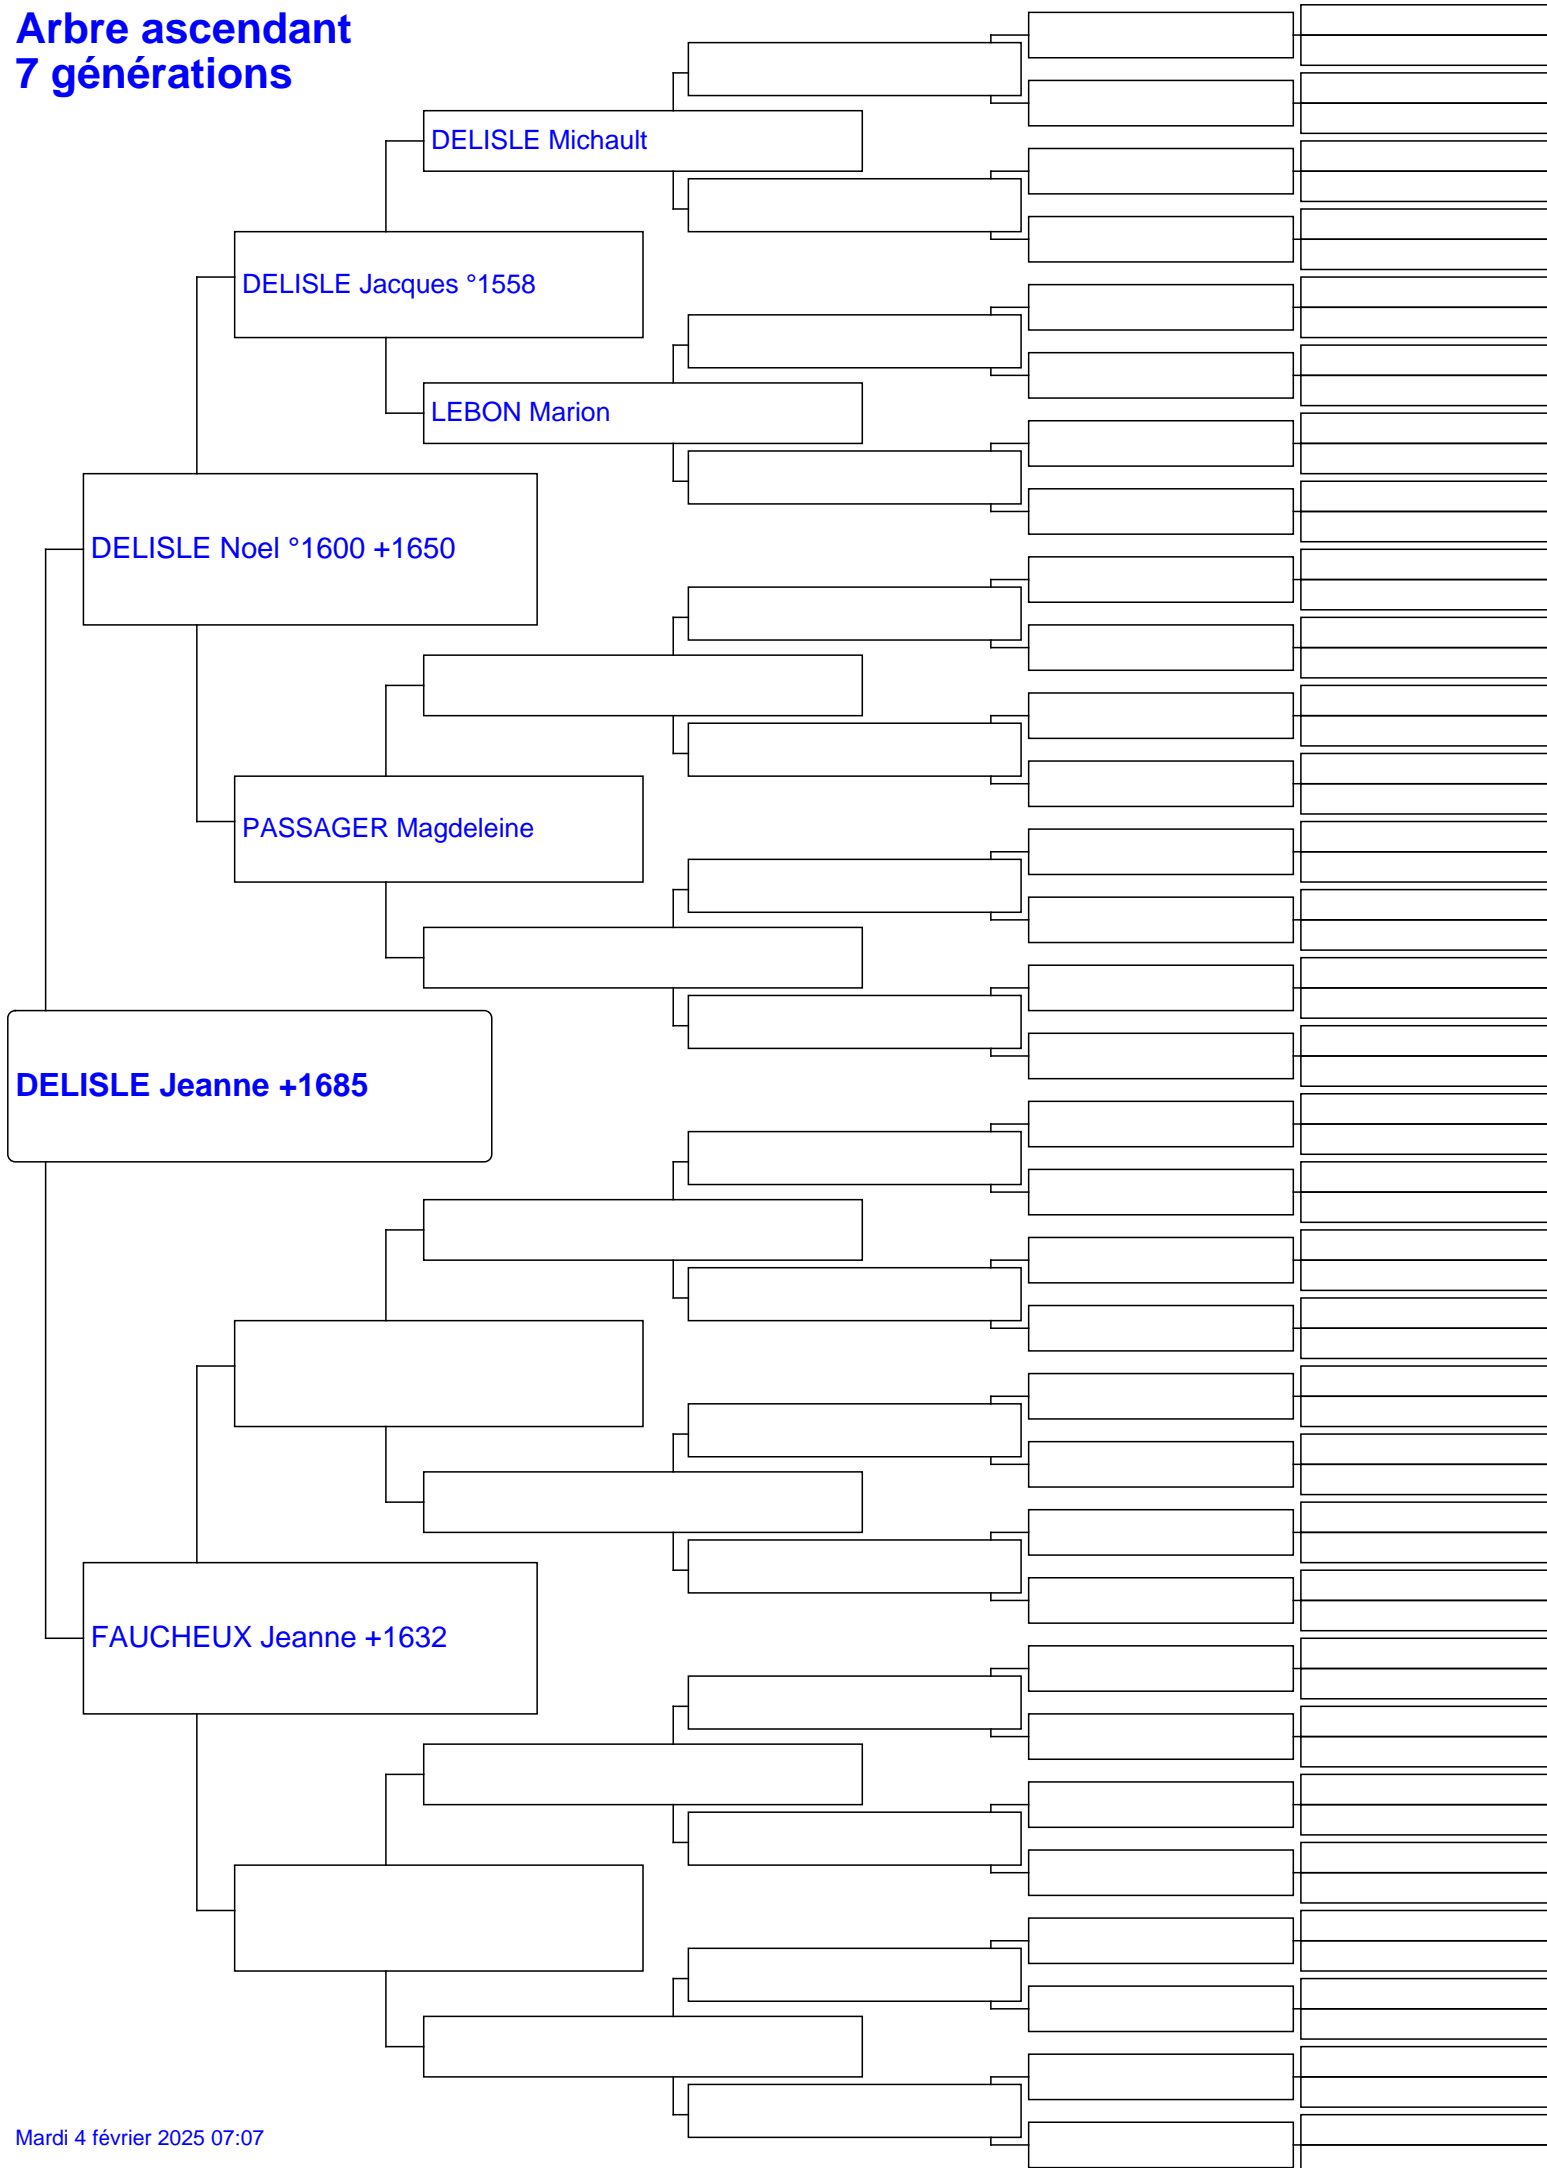 Arbre ascendant
7 générations
DELISLE Michault
DELISLE Jacques °1558
LEBON Marion
DELISLE Noel °1600 +1650
PASSAGER Magdeleine
DELISLE Jeanne +1685
FAUCHEUX Jeanne +1632
Mardi 4 février 2025 07:07